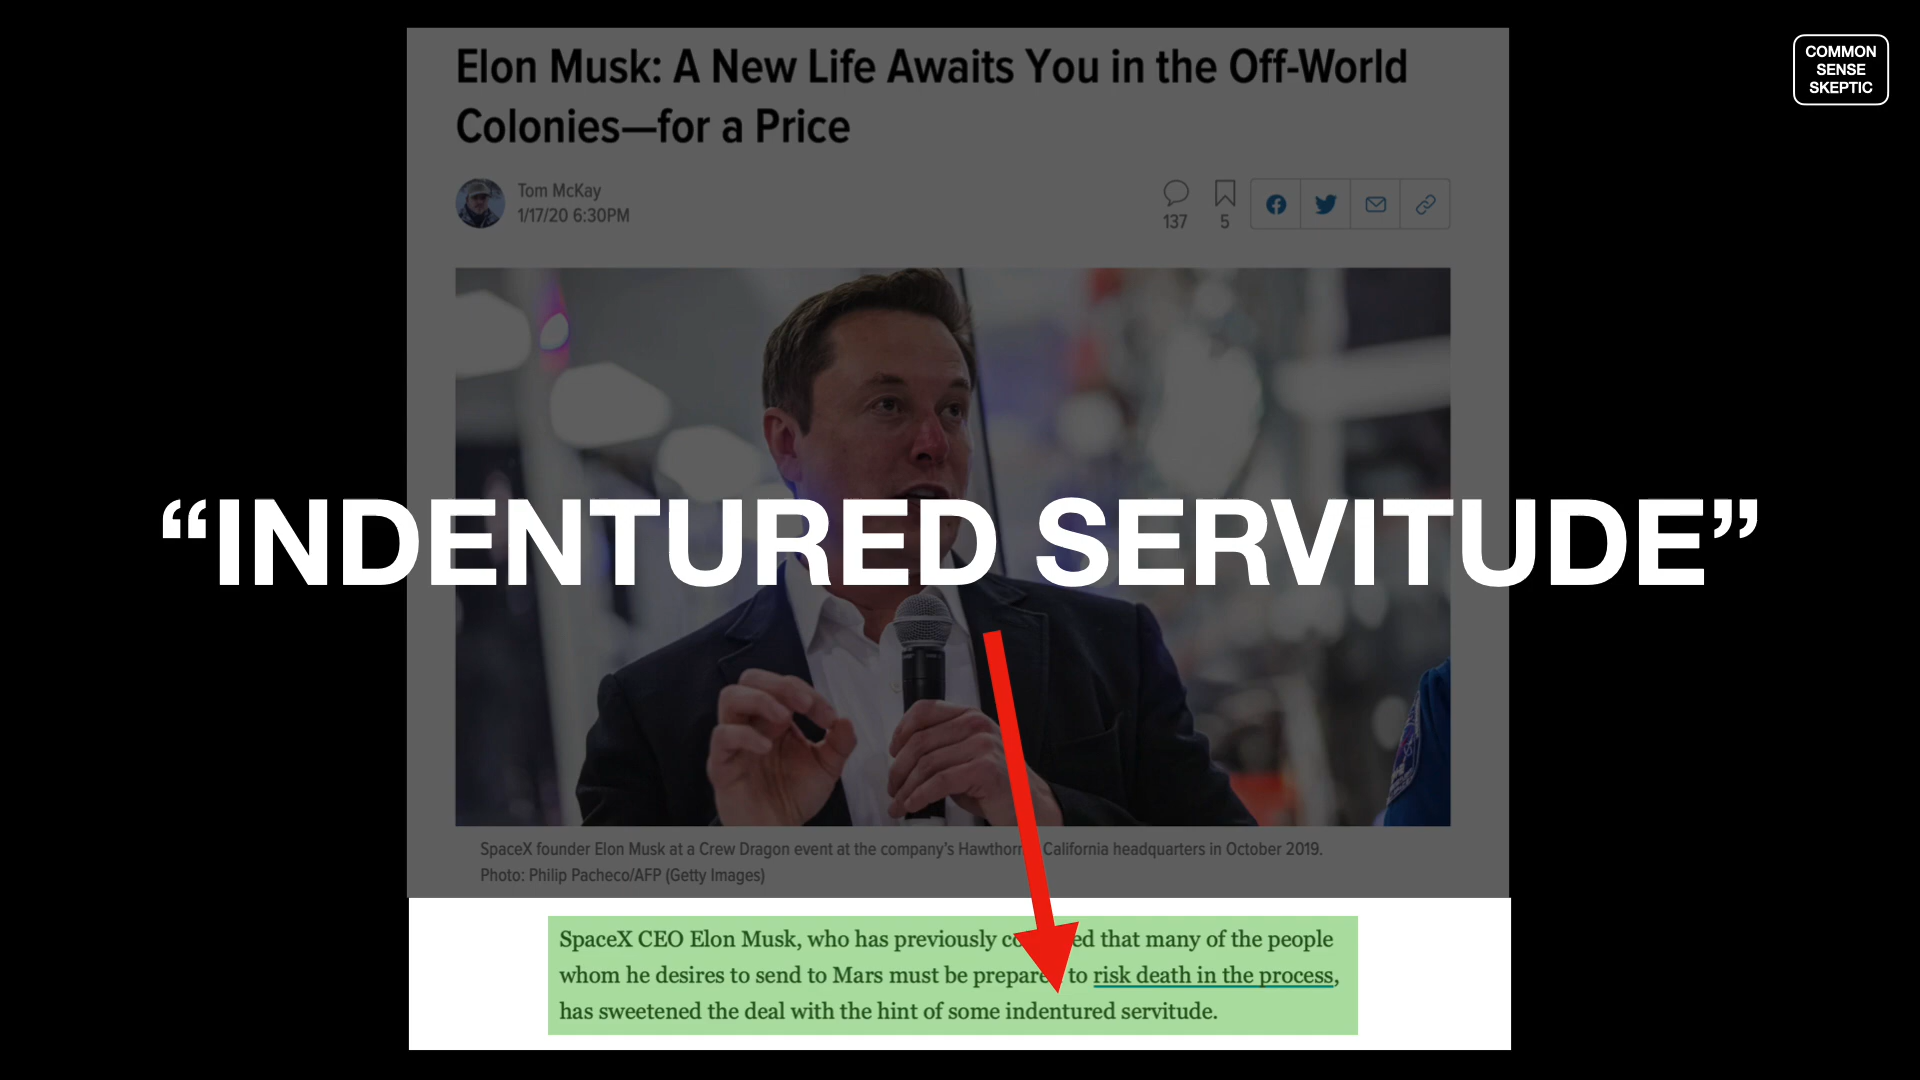 Elon Musk: A New Life Awaits You in the Off-World
Colonies—for a Price
COMMON
SENSE
SKEPTIC
Tom McKay
1/17/20 6:30PM
137
5
“INDENTURED SERVITUDE”
SpaceX founder Elon Musk at a Crew Dragon event at the company’s California headquarters in October 2019.
Photo: Philip Pacheco/AFP (Getty Images)
SpaceX CEO Elon Musk, who has previously that many of the people
whom he desires to send to Mars must be to risk death in the process,
has sweetened the deal with the hint of some indentured servitude.